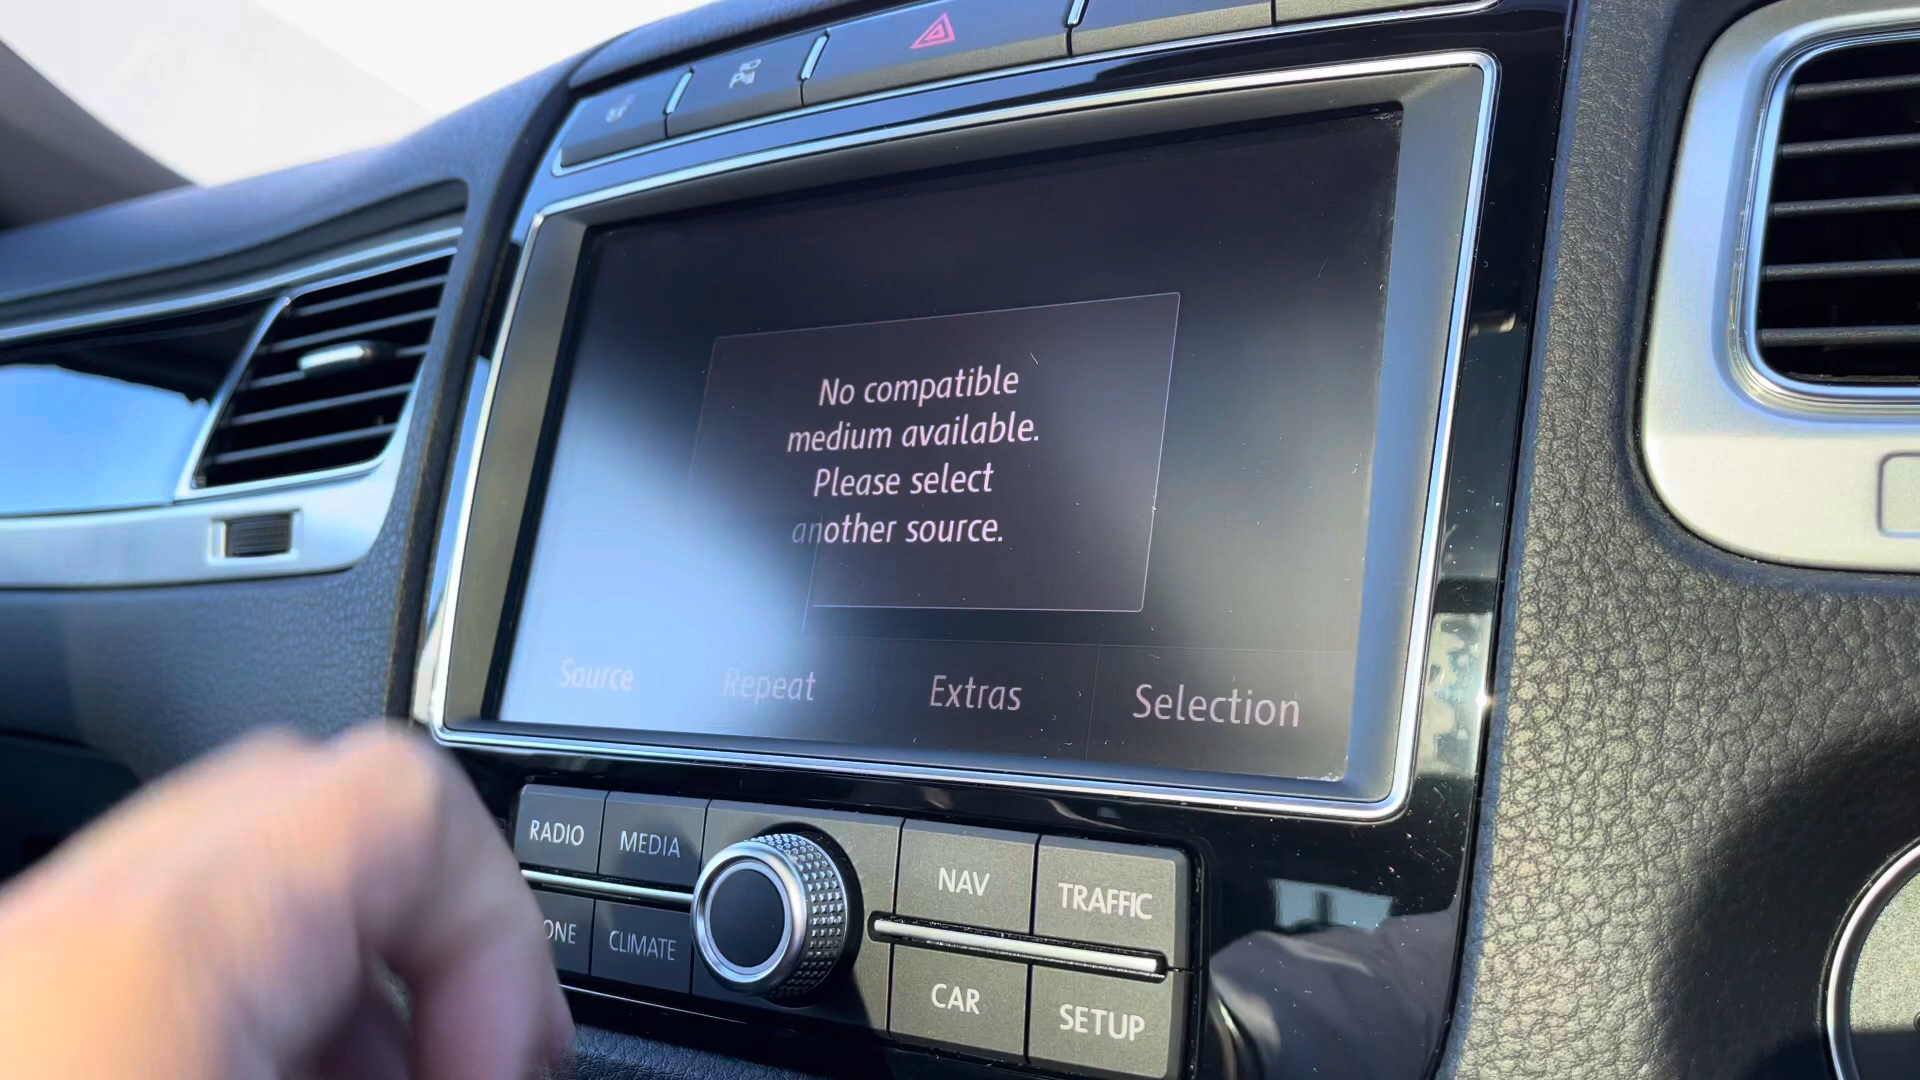 No compatible
medium available.
Please select
another source.
Source Repeat Extras Selection
RADIO MEDIA NAV TRAFFIC
CLIMATE CAR SETUP